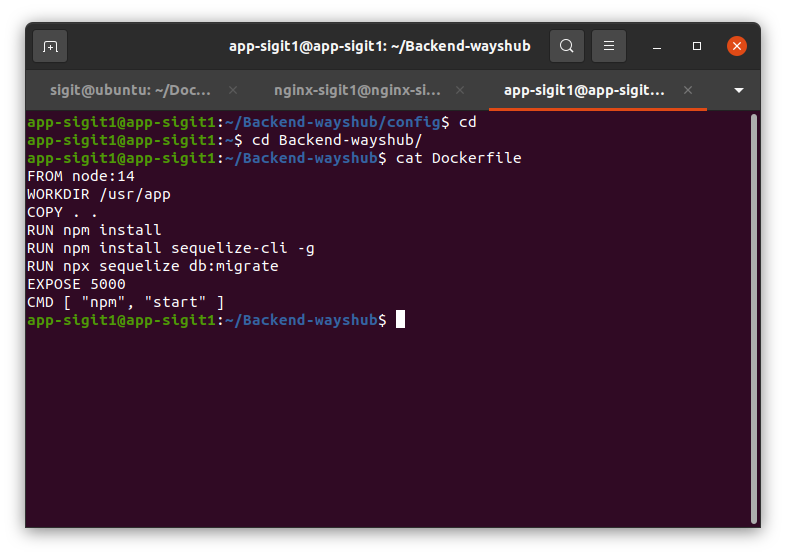 app-sigit1@app-sigit1: ~/Backend-wayshub
sigit@ubuntu: ~/Doc...
nginx-sigit1@nginx-si...
app-sigit1@app-sigit...
app-sigit1@app-sigit1:~/Backend-wayshub/config$ cd
app-sigit1@app-sigit1:~$ cd Backend-wayshub/
app-sigit1@app-sigit1:~/Backend-wayshub$ cat Dockerfile
FROM node:14
WORKDIR /usr/app
COPY . .
RUN npm install
RUN npm install sequelize-cli -g
RUN npx sequelize db:migrate
EXPOSE 5000
CMD [ "npm", "start" ]
app-sigit1@app-sigit1:~/Backend-wayshub$